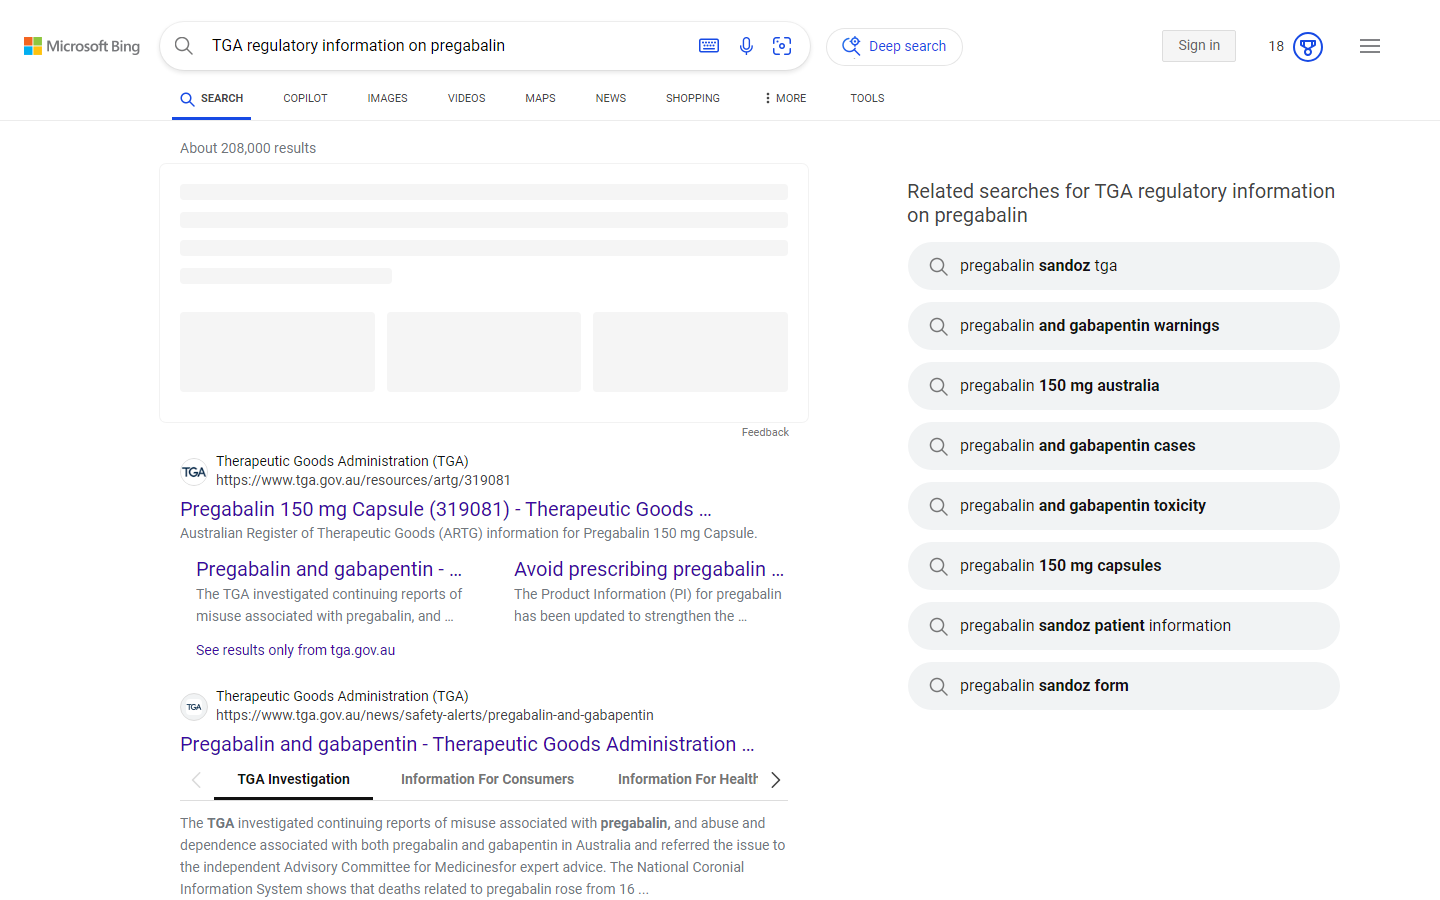 Microsoft Bing
TGA regulatory information on pregabalin
Deep search
Sign in
18
SEARCH
COPILOT
IMAGES
VIDEOS
MAPS
NEWS
SHOPPING
MORE
TOOLS
About 208,000 results
Feedback
TGA
Therapeutic Goods Administration (TGA)
https://www.tga.gov.au/resources/artg/319081
Pregabalin 150 mg Capsule (319081) - Therapeutic Goods ...
Australian Register of Therapeutic Goods (ARTG) information for Pregabalin 150 mg Capsule.
Pregabalin and gabapentin - ...
The TGA investigated continuing reports of
misuse associated with pregabalin, and ...
Avoid prescribing pregabalin ...
The Product Information (PI) for pregabalin
has been updated to strengthen the ...
See results only from tga.gov.au
TGA
Therapeutic Goods Administration (TGA)
https://www.tga.gov.au/news/safety-alerts/pregabalin-and-gabapentin
Pregabalin and gabapentin - Therapeutic Goods Administration ...
TGA Investigation
Information For Consumers
Information For Health
The TGA investigated continuing reports of misuse associated with pregabalin, and abuse and
dependence associated with both pregabalin and gabapentin in Australia and referred the issue to
the independent Advisory Committee for Medicinesfor expert advice. The National Coronial
Information System shows that deaths related to pregabalin rose from 16 ...
Related searches for TGA regulatory information
on pregabalin
pregabalin sandoz tga
pregabalin and gabapentin warnings
pregabalin 150 mg australia
pregabalin and gabapentin cases
pregabalin and gabapentin toxicity
pregabalin 150 mg capsules
pregabalin sandoz patient information
pregabalin sandoz form